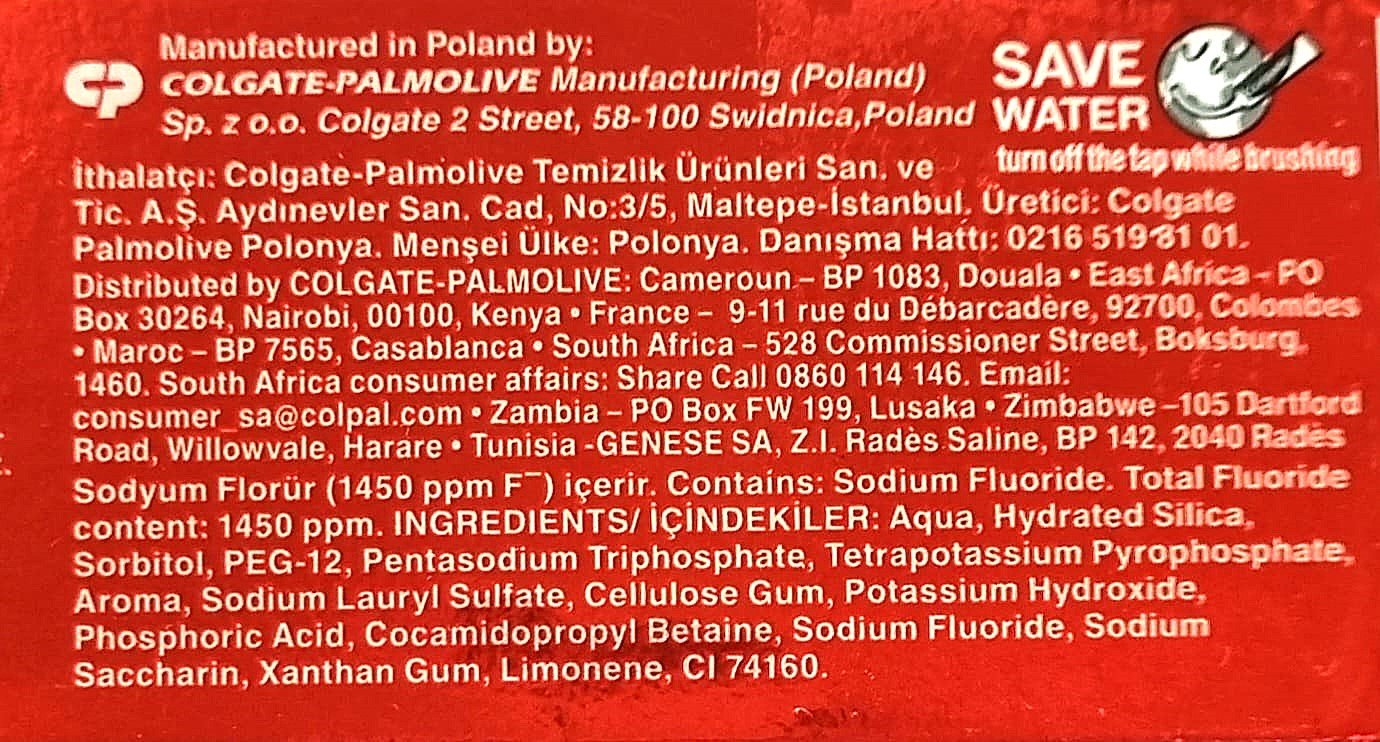 Manufactured in Poland by:
COLGATE-PALMOLIVE Manufacturing (Poland)
Sp. z o.o. Colgate 2 Street, 58-100 Swidnica,Poland
SAVE
WATER
turn off the tap while brushing
İthalatçı: Colgate-Palmolive Temizlik Ürünleri San. ve
Tic. A.Ş. Aydınevler San. Cad, No:3/5, Maltepe-İstanbul. Üretici: Colgate
Palmolive Polonya. Menşei Ülke: Polonya. Danışma Hattı: 0216 519 81 01.
Distributed by COLGATE-PALMOLIVE: Cameroun – BP 1083, Douala • East Africa – PO
Box 30264, Nairobi, 00100, Kenya • France – 9-11 rue du Débarcadère, 92700, Colombes
• Maroc – BP 7565, Casablanca • South Africa – 528 Commissioner Street, Boksburg,
1460. South Africa consumer affairs: Share Call 0860 114 146. Email:
consumer_sa@colpal.com • Zambia – PO Box FW 199, Lusaka • Zimbabwe –105 Dartford
Road, Willowvale, Harare • Tunisia -GENESE SA, Z.I. Radès Saline, BP 142, 2040 Radès
Sodyum Florür (1450 ppm F⁻) içerir. Contains: Sodium Fluoride. Total Fluoride
content: 1450 ppm. INGREDIENTS/ İÇİNDEKİLER: Aqua, Hydrated Silica,
Sorbitol, PEG-12, Pentasodium Triphosphate, Tetrapotassium Pyrophosphate,
Aroma, Sodium Lauryl Sulfate, Cellulose Gum, Potassium Hydroxide,
Phosphoric Acid, Cocamidopropyl Betaine, Sodium Fluoride, Sodium
Saccharin, Xanthan Gum, Limonene, CI 74160.